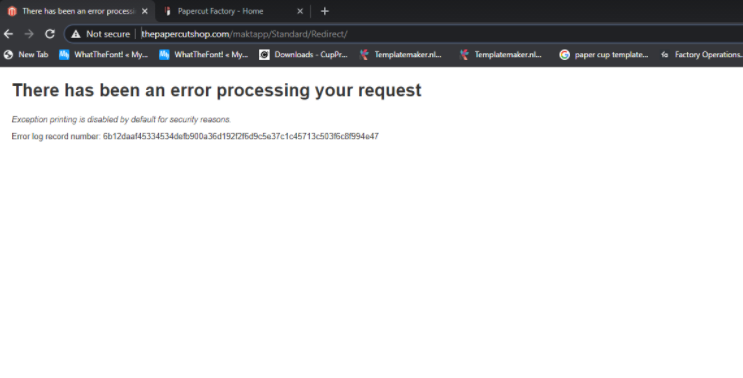 There has been an error process
Papercut Factory - Home
Not secure
thepapercutshop.com/maktapp/Standard/Redirect/
New Tab
WhatTheFont! « My...
WhatTheFont! « My...
Downloads - CupPr...
Templatemaker.nl...
Templatemaker.nl...
paper cup template...
Factory Operations...
There has been an error processing your request
Exception printing is disabled by default for security reasons.
Error log record number: 6b12daaf45334534defb900a36d192f2f6d9c5e37c1c45713c503f6c8f994e47